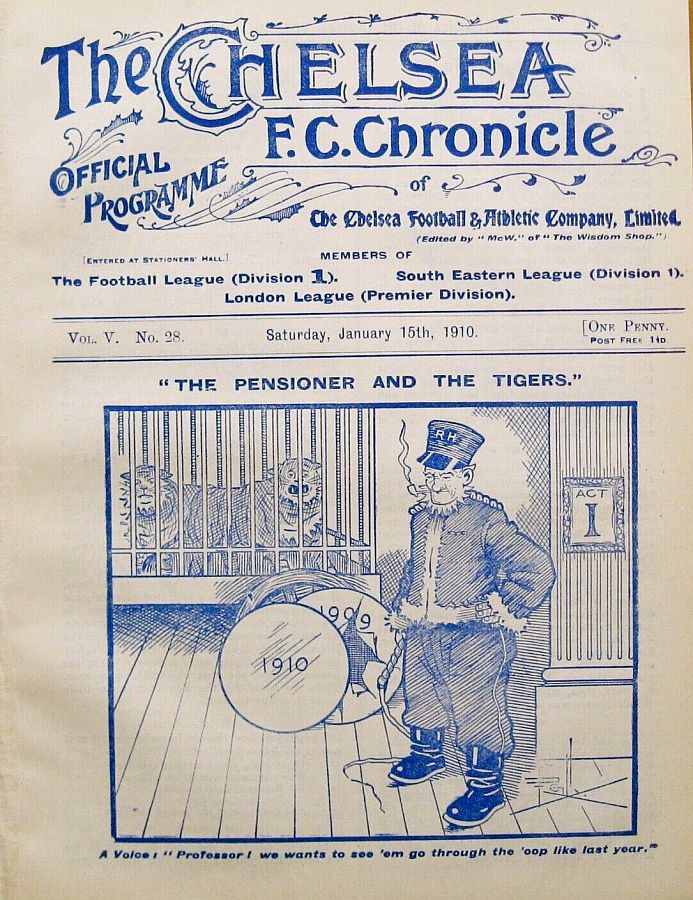 The CHELSEA
F.C. Chronicle
OFFICIAL PROGRAMME
of
The Chelsea Football & Athletic Company, Limited.
(Edited by "McW." of "The Wisdom Shop.")
[ENTERED AT STATIONERS' HALL.]
MEMBERS OF
The Football League (Division 1). South Eastern League (Division 1).
London League (Premier Division).
VOL. V. No. 28. Saturday, January 15th, 1910. [ONE PENNY.
POST FREE 1½D.
"THE PENSIONER AND THE TIGERS."
RH
ACT
I
1909
1910
A Voice: "Professor! we wants to see 'em go through the 'oop like last year."